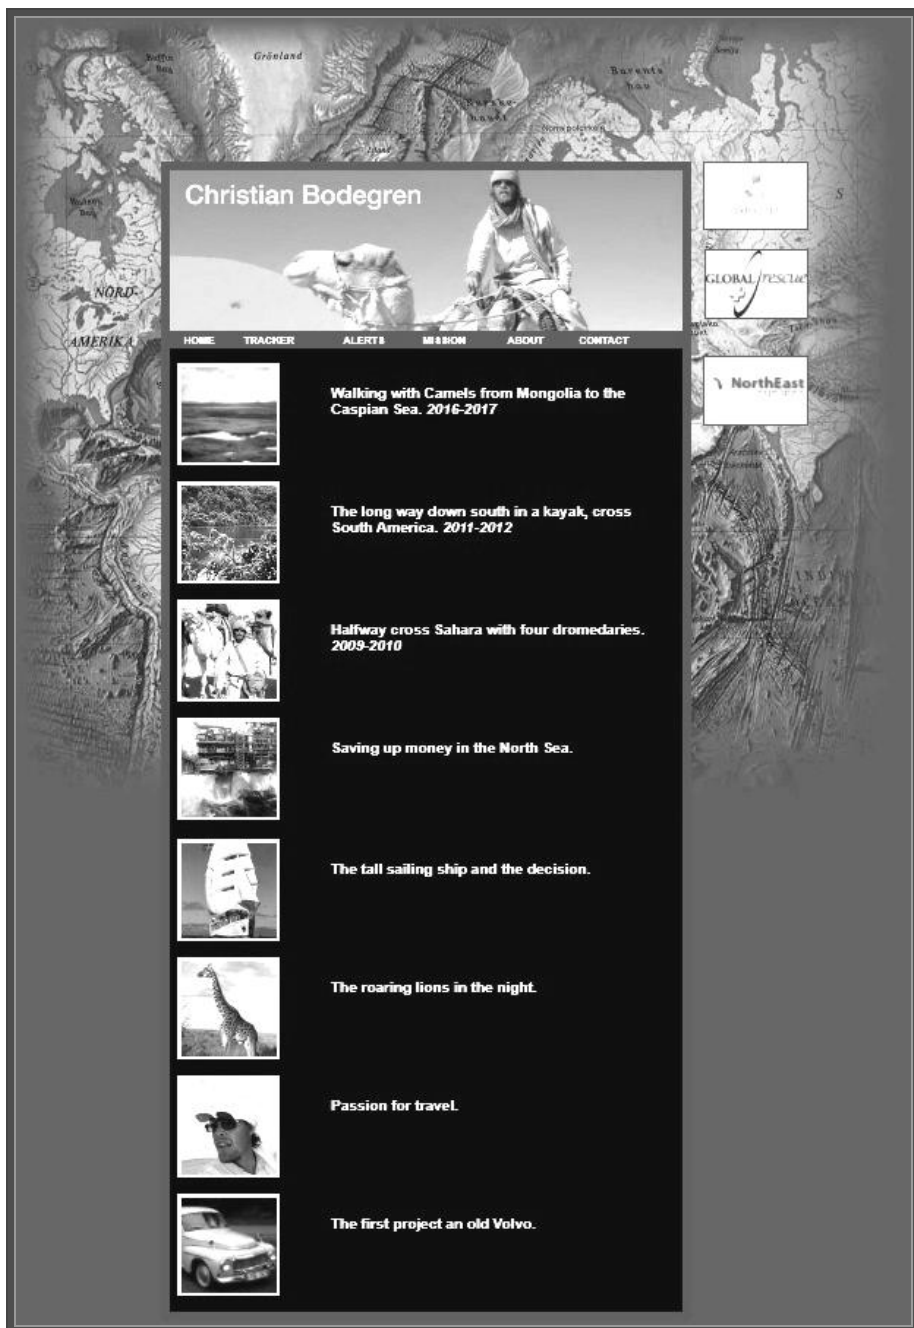 Grönland
Baffin
Barents
hav
Norra polcirkeln
Island
S
NORD-
AMERIKA
Christian Bodegren
GLOBAL rescue
HOME TRACKER ALERTS MISSION ABOUT CONTACT
NorthEast
Walking with Camels from Mongolia to the
Caspian Sea. 2016-2017
The long way down south in a kayak, cross
South America. 2011-2012
Halfway cross Sahara with four dromedaries.
2009-2010
Saving up money in the North Sea.
The tall sailing ship and the decision.
The roaring lions in the night.
Passion for travel.
The first project an old Volvo.